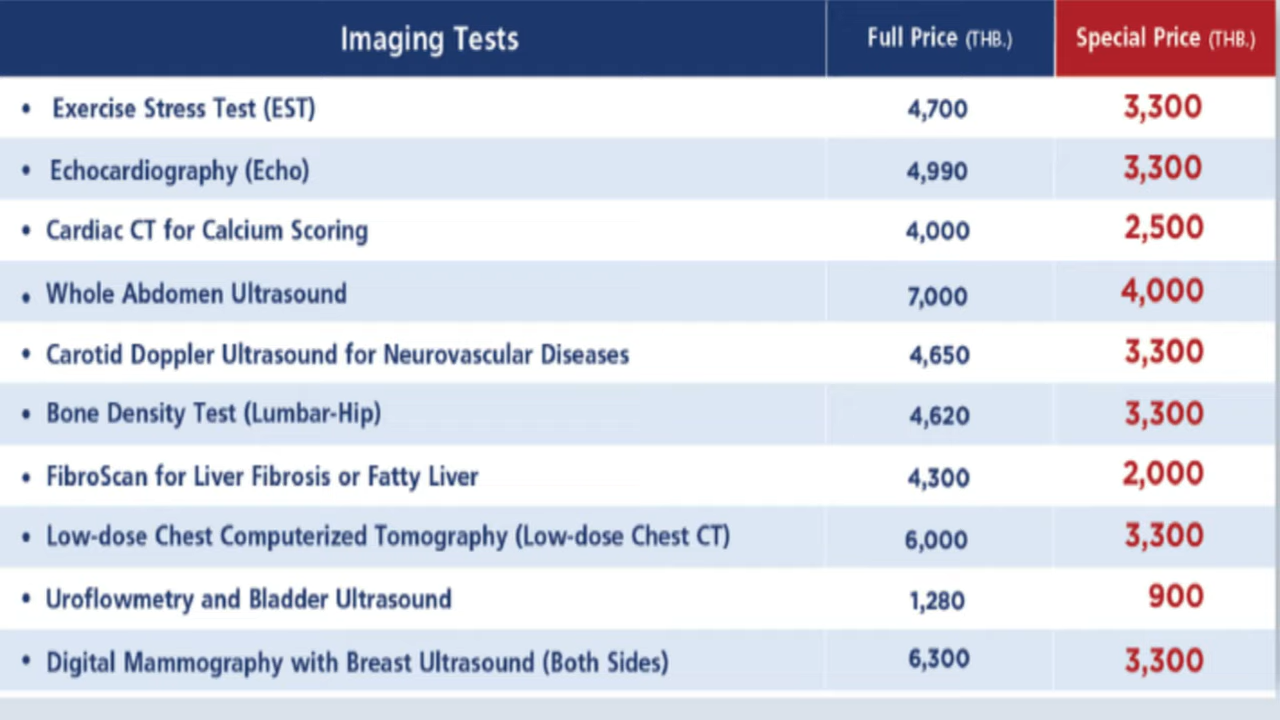 Imaging Tests Full Price (THB.) Special Price (THB.)
• Exercise Stress Test (EST) 4,700 3,300
• Echocardiography (Echo) 4,990 3,300
• Cardiac CT for Calcium Scoring 4,000 2,500
• Whole Abdomen Ultrasound 7,000 4,000
• Carotid Doppler Ultrasound for Neurovascular Diseases 4,650 3,300
• Bone Density Test (Lumbar-Hip) 4,620 3,300
• FibroScan for Liver Fibrosis or Fatty Liver 4,300 2,000
• Low-dose Chest Computerized Tomography (Low-dose Chest CT) 6,000 3,300
• Uroflowmetry and Bladder Ultrasound 1,280 900
• Digital Mammography with Breast Ultrasound (Both Sides) 6,300 3,300